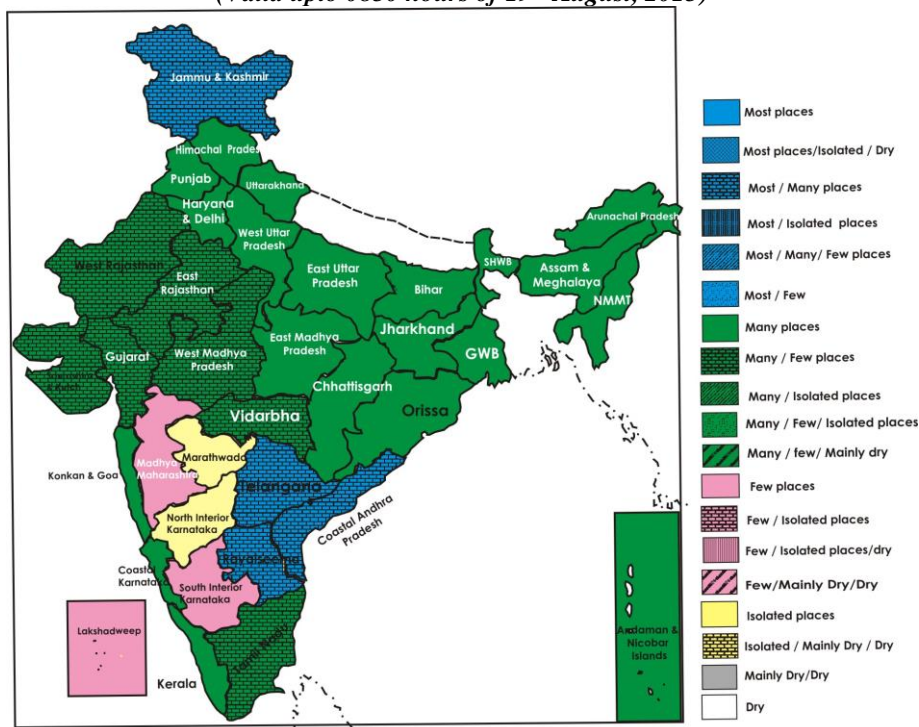 Jammu & Kashmir
Himachal Prades
Punjab
Uttarakhand
Haryana
& Delhi
West Uttar
Pradesh
West Rajasthan
East
Rajasthan
East Uttar
Pradesh
Bihar
SHWB
Assam &
Meghalaya
Arunachal Pradesh
NMMT
Gujarat
West Madhya
Pradesh
East Madhya
Pradesh
Jharkhand
GWB
Chhattisgarh
Orissa
Vidarbha
Konkan & Goa
Madhya
Maharashtra
Marathwada
Telangana
North Interior
Karnataka
Coastal Andhra
Pradesh
Coastal
Karnataka
South Interior
Karnataka
Lakshadweep
Kerala
Andaman &
Nicobar
Islands
Most places
Most places/Isolated / Dry
Most / Many places
Most / Isolated places
Most / Many/ Few places
Most / Few
Many places
Many / Few places
Many / Isolated places
Many / Few/ Isolated places
Many / few/ Mainly dry
Few places
Few / Isolated places
Few / Isolated places/dry
Few/Mainly Dry/Dry
Isolated places
Isolated / Mainly Dry / Dry
Mainly Dry/Dry
Dry